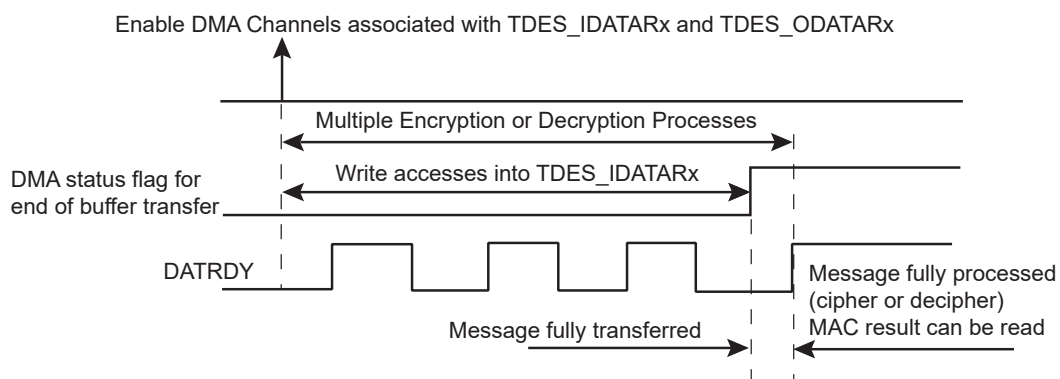 Enable DMA Channels associated with TDES_IDATARx and TDES_ODATARx
Multiple Encryption or Decryption Processes
Write accesses into TDES_IDATARx
DMA status flag for
end of buffer transfer
DATRDY
Message fully processed
(cipher or decipher)
MAC result can be read
Message fully transferred